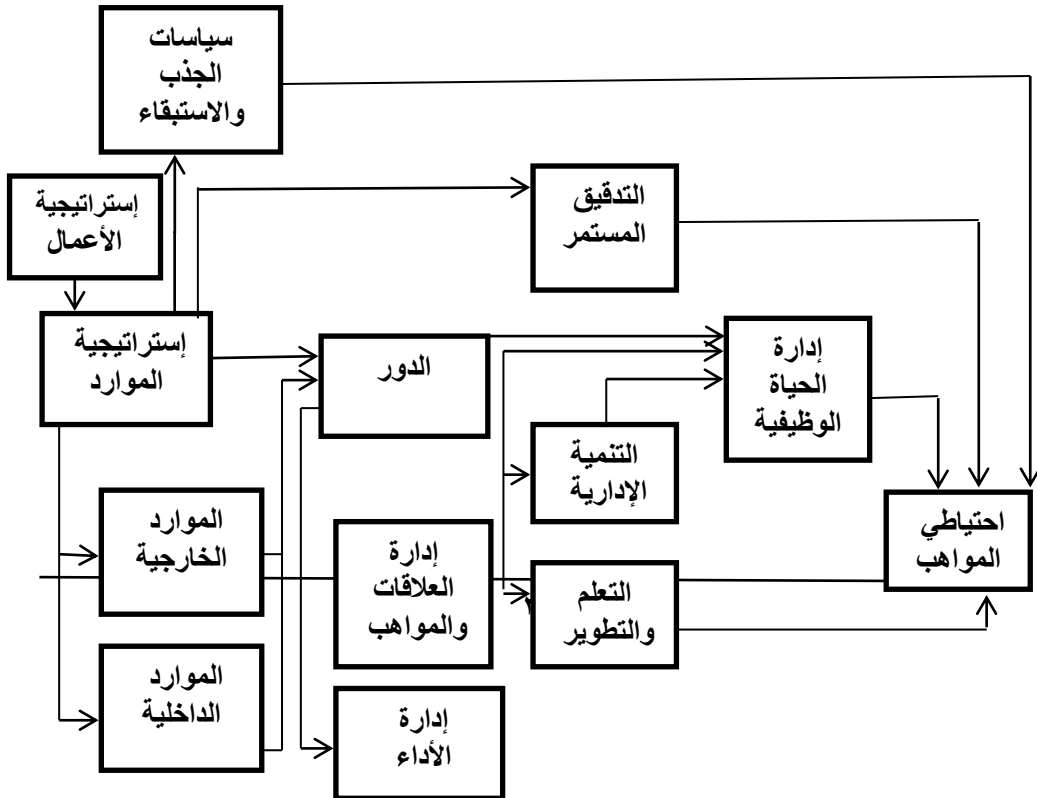 سياسات
الجذب
والاستبقاء
إستراتيجية
الأعمال
التدقيق
المستمر
إستراتيجية
الموارد
الدور
إدارة
الحياة
الوظيفية
التنمية
الإدارية
احتياطي
المواهب
الموارد
الخارجية
إدارة
العلاقات
والمواهب
التعلم
والتطوير
الموارد
الداخلية
إدارة
الأداء